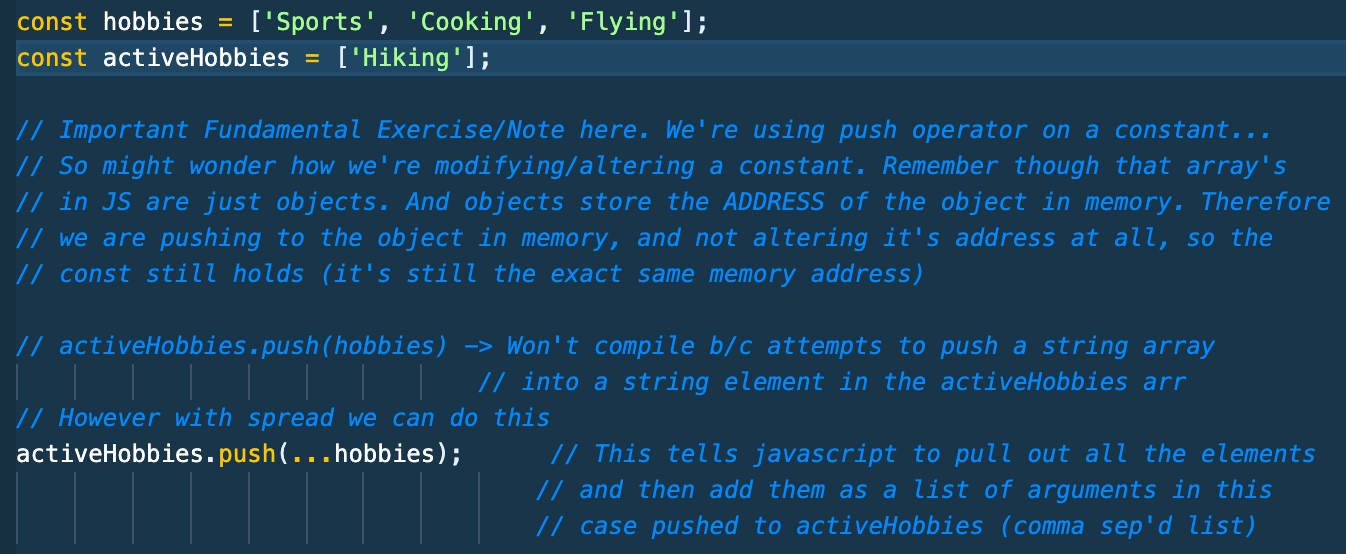 const hobbies = ['Sports', 'Cooking', 'Flying'];
const activeHobbies = ['Hiking'];
// Important Fundamental Exercise/Note here. We're using push operator on a constant...
// So might wonder how we're modifying/altering a constant. Remember though that array's
// in JS are just objects. And objects store the ADDRESS of the object in memory. Therefore
// we are pushing to the object in memory, and not altering it's address at all, so the
// const still holds (it's still the exact same memory address)
// activeHobbies.push(hobbies) —> Won't compile b/c attempts to push a string array
// into a string element in the activeHobbies arr
// However with spread we can do this
activeHobbies.push(...hobbies); // This tells javascript to pull out all the elements
// and then add them as a list of arguments in this
// case pushed to activeHobbies (comma sep'd list)